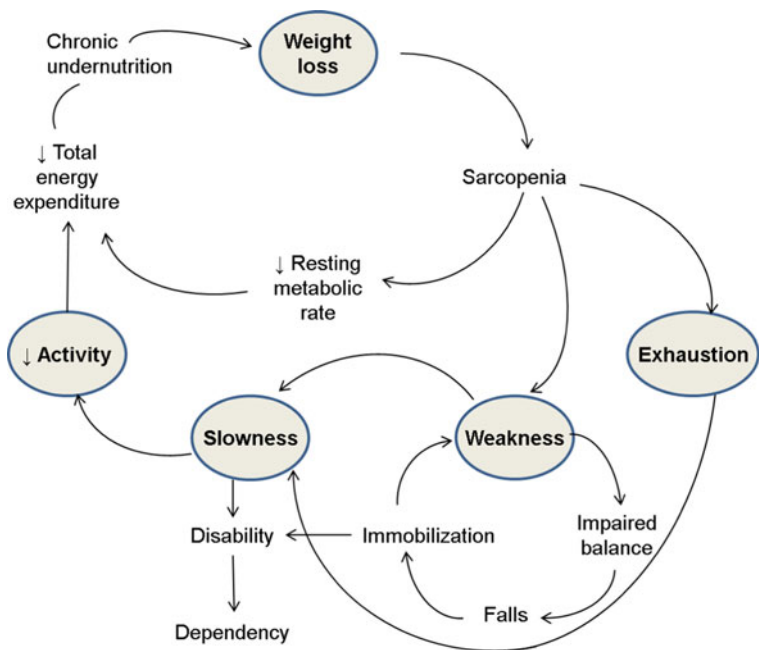 Chronic
undernutrition
Weight
loss
↓ Total
energy
expenditure
Sarcopenia
↓ Resting
metabolic
rate
↓ Activity
Exhaustion
Slowness
Weakness
Disability
Immobilization
Impaired
balance
Falls
Dependency